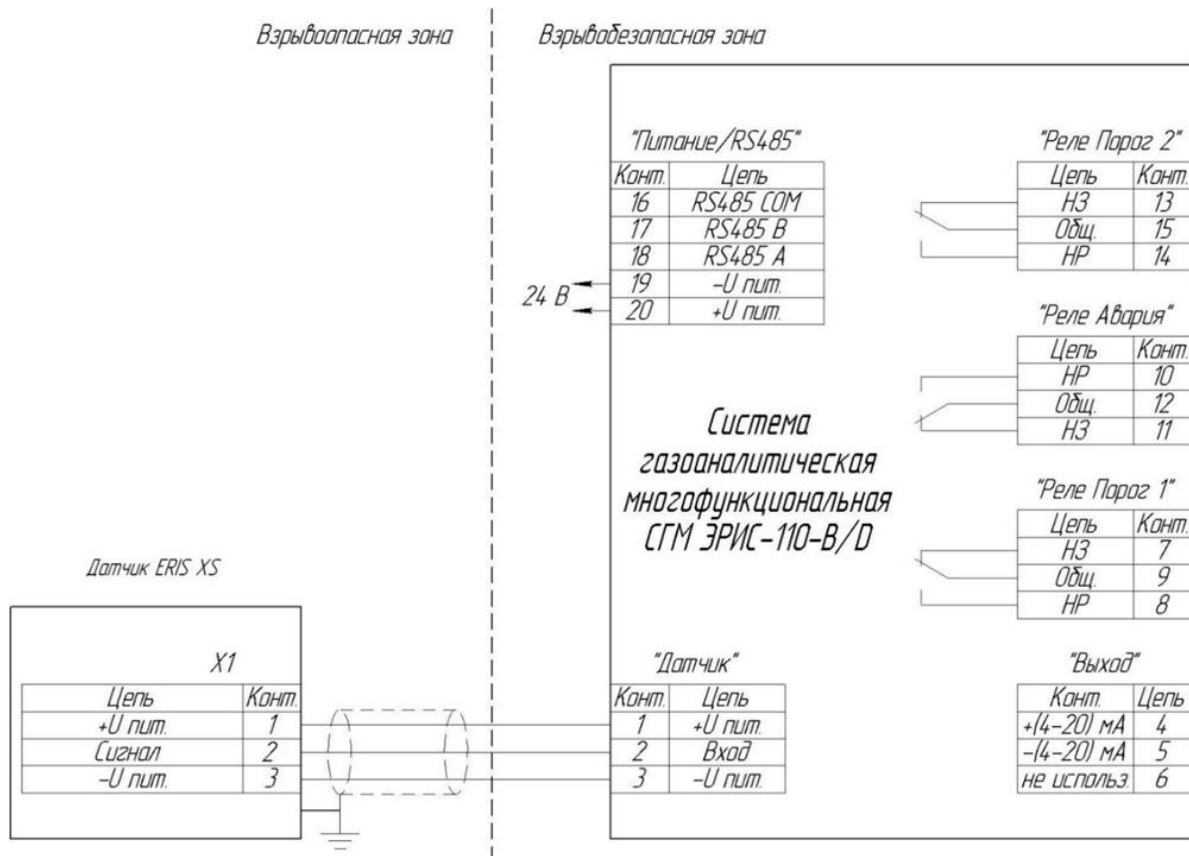 Взрывоопасная зона
Взрывобезопасная зона
"Питание/RS485"
Конт. Цепь
16 RS485 COM
17 RS485 B
18 RS485 A
19 -U пит.
20 +U пит.
24 В
"Реле Порог 2"
Цепь Конт.
НЗ 13
Общ. 15
НР 14
"Реле Авария"
Цепь Конт.
НР 10
Общ. 12
НЗ 11
Система
газоаналитическая
многофункциональная
СГМ ЭРИС-110-B/D
"Реле Порог 1"
Цепь Конт.
НЗ 7
Общ. 9
НР 8
Датчик ERIS XS
X1
Цепь Конт.
+U пит. 1
Сигнал 2
-U пит. 3
"Датчик"
Конт. Цепь
1 +U пит.
2 Вход
3 -U пит.
"Выход"
Конт. Цепь
+(4-20) мА 4
-(4-20) мА 5
не использ. 6